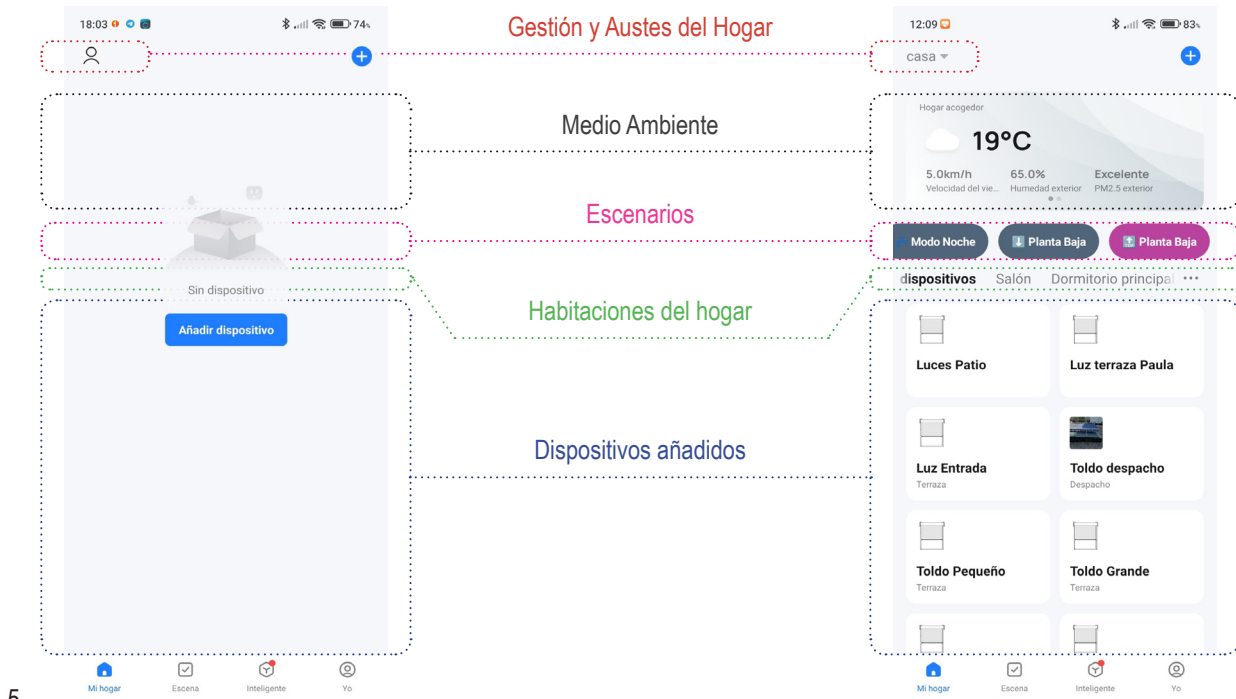 18:03
74%
Gestión y Austes del Hogar
12:09
83%
casa
Medio Ambiente
Hogar acogedor
19°C
5.0km/h
65.0%
Excelente
Velocidad del vie...
Humedad exterior
PM2.5 exterior
Escenarios
Modo Noche
Planta Baja
Planta Baja
Sin dispositivo
Habitaciones del hogar
dispositivos
Salón
Dormitorio principal
Añadir dispositivo
Luces Patio
Luz terraza Paula
Dispositivos añadidos
Luz Entrada
Terraza
Toldo despacho
Despacho
Toldo Pequeño
Terraza
Toldo Grande
Terraza
Mi hogar
Escena
Inteligente
Yo
Mi hogar
Escena
Inteligente
Yo
5